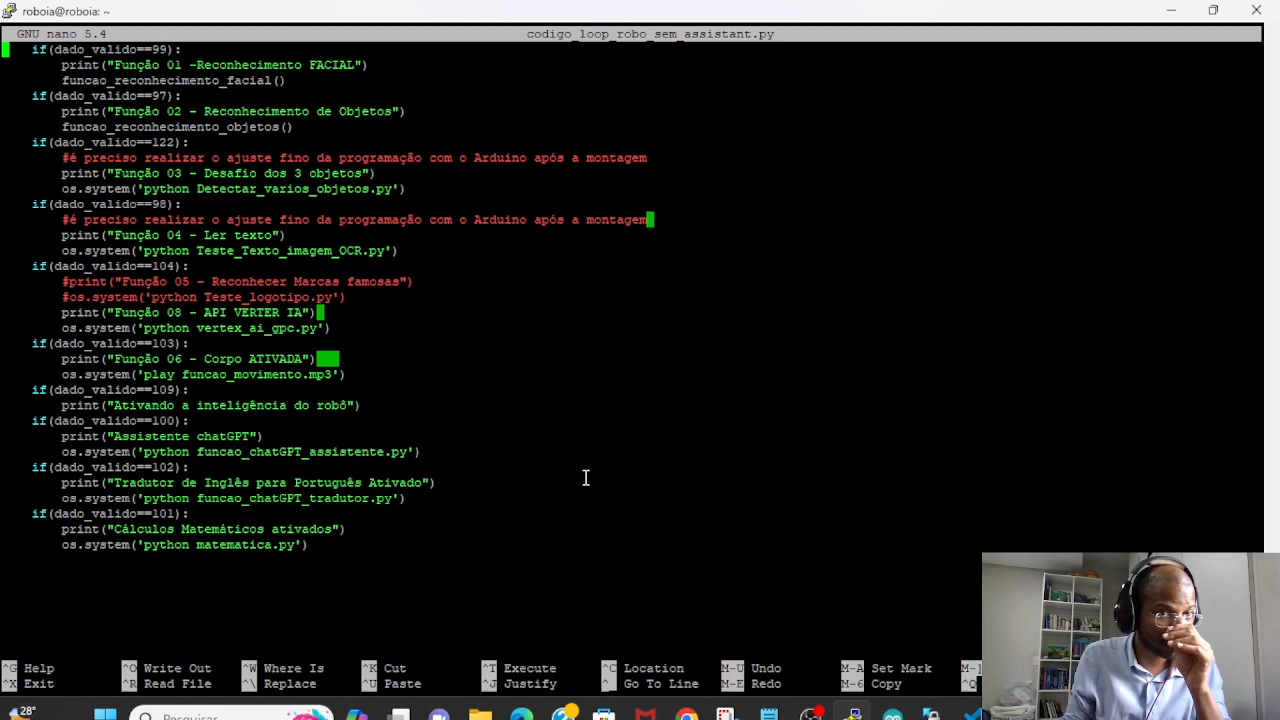 roboia@roboia: ~
GNU nano 5.4 codigo_loop_robo_sem_assistant.py
if(dado_valido==99):
print("Função 01 -Reconhecimento FACIAL")
funcao_reconhecimento_facial()
if(dado_valido==97):
print("Função 02 - Reconhecimento de Objetos")
funcao_reconhecimento_objetos()
if(dado_valido==122):
#é preciso realizar o ajuste fino da programação com o Arduino após a montagem
print("Função 03 - Desafio dos 3 objetos")
os.system('python Detectar_varios_objetos.py')
if(dado_valido==98):
#é preciso realizar o ajuste fino da programação com o Arduino após a montagem
print("Função 04 - Ler texto")
os.system('python Teste_Texto_imagem_OCR.py')
if(dado_valido==104):
#print("Função 05 - Reconhecer Marcas famosas")
#os.system('python Teste_logotipo.py')
print("Função 08 - API VERTER IA")
os.system('python vertex_ai_gpc.py')
if(dado_valido==103):
print("Função 06 - Corpo ATIVADA")
os.system('play funcao_movimento.mp3')
if(dado_valido==109):
print("Ativando a inteligência do robô")
if(dado_valido==100):
print("Assistente chatGPT")
os.system('python funcao_chatGPT_assistente.py')
if(dado_valido==102):
print("Tradutor de Inglês para Português Ativado")
os.system('python funcao_chatGPT_tradutor.py')
if(dado_valido==101):
print("Cálculos Matemáticos ativados")
os.system('python matematica.py')
^G Help ^O Write Out ^W Where Is ^K Cut ^T Execute ^C Location M-U Undo M-A Set Mark
^X Exit ^R Read File ^\ Replace ^U Paste ^J Justify ^_ Go To Line M-E Redo M-6 Copy ^Q
28° Pesquisar